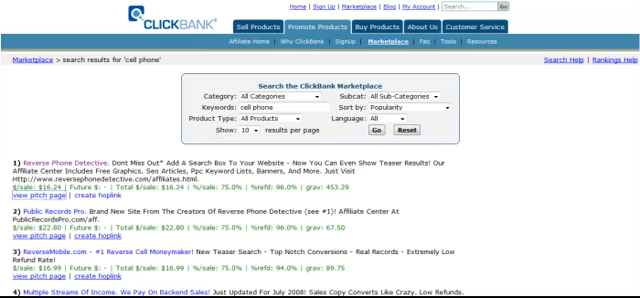 Home | Sign Up | Marketplace | Blog | My Account | Search... Go
CLICKBANK®
Sell Products Promote Products Buy Products About Us Customer Service
Affiliate Home | Why ClickBank | SignUp | Marketplace | Faq | Tools | Resources
Marketplace > search results for 'cell phone'
Search Help | Rankings Help
Search the ClickBank Marketplace
Category: All Categories Subcat: All Sub-Categories
Keywords: cell phone Sort by: Popularity
Product Type: All Products Language: All
Show: 10 results per page Go Reset
1) Reverse Phone Detective. Dont Miss Out* Add A Search Box To Your Website - Now You Can Even Show Teaser Results! Our
Affiliate Center Includes Free Graphics, Seo Articles, Ppc Keyword Lists, Banners, And More. Just Visit
Http://www.reversephonedetective.com/affiliates.html.
$/sale: $16.24 | Future $: - | Total $/sale: $16.24 | %/sale: 75.0% | %refd: 96.0% | grav: 453.29
view pitch page | create hoplink
2) Public Records Pro. Brand New Site From The Creators Of Reverse Phone Detective (see #1)! Affiliate Center At
PublicRecordsPro.com/aff.
$/sale: $22.80 | Future $: - | Total $/sale: $22.80 | %/sale: 75.0% | %refd: 96.0% | grav: 67.50
view pitch page | create hoplink
3) ReverseMobile.com - #1 Reverse Cell Moneymaker! New Teaser Search - Top Notch Conversions - Real Records - Extremely Low
Refund Rate!
$/sale: $16.99 | Future $: - | Total $/sale: $16.99 | %/sale: 75.0% | %refd: 94.0% | grav: 89.75
view pitch page | create hoplink
4) Multiple Streams Of Income. We Pay On Backend Sales! Just Updated For July 2008! Sales Copy Converts Like Crazy. Low Refunds.